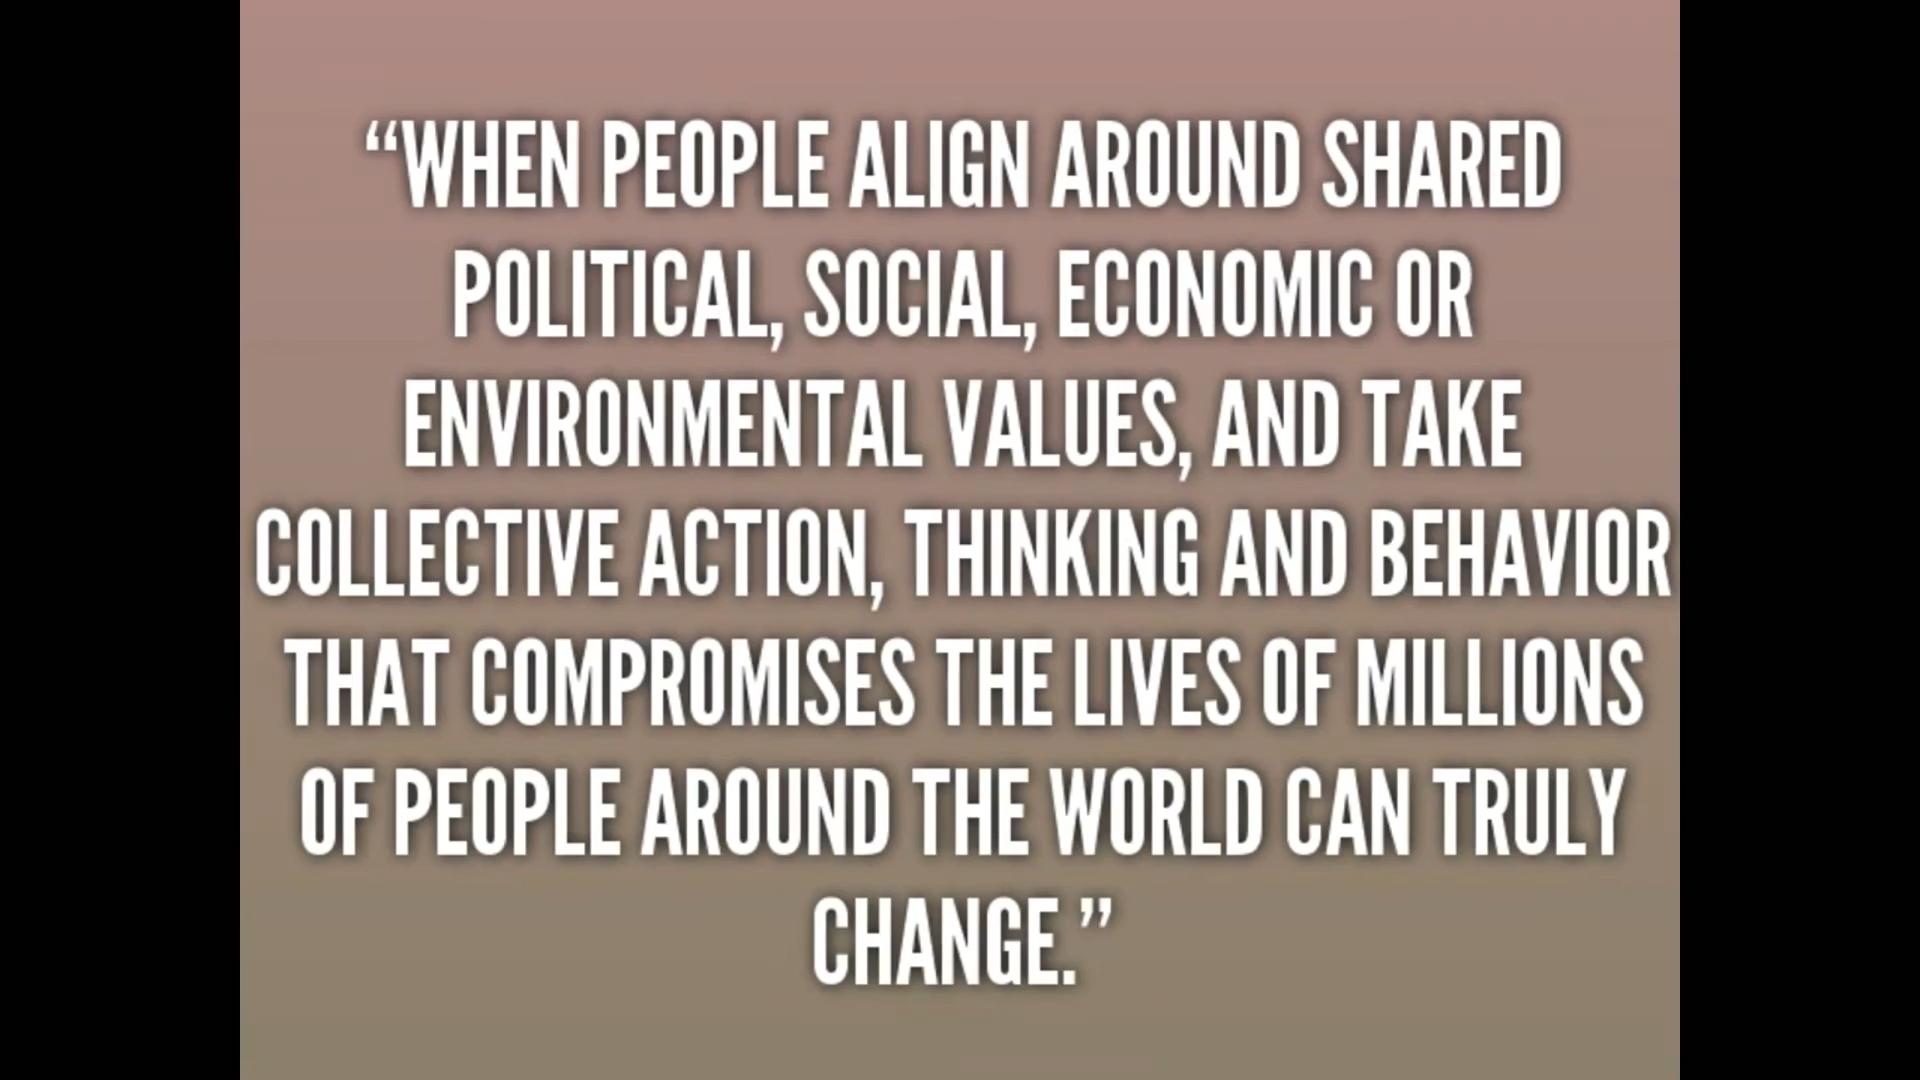 “WHEN PEOPLE ALIGN AROUND SHARED
POLITICAL, SOCIAL, ECONOMIC OR
ENVIRONMENTAL VALUES, AND TAKE
COLLECTIVE ACTION, THINKING AND BEHAVIOR
THAT COMPROMISES THE LIVES OF MILLIONS
OF PEOPLE AROUND THE WORLD CAN TRULY
CHANGE.”